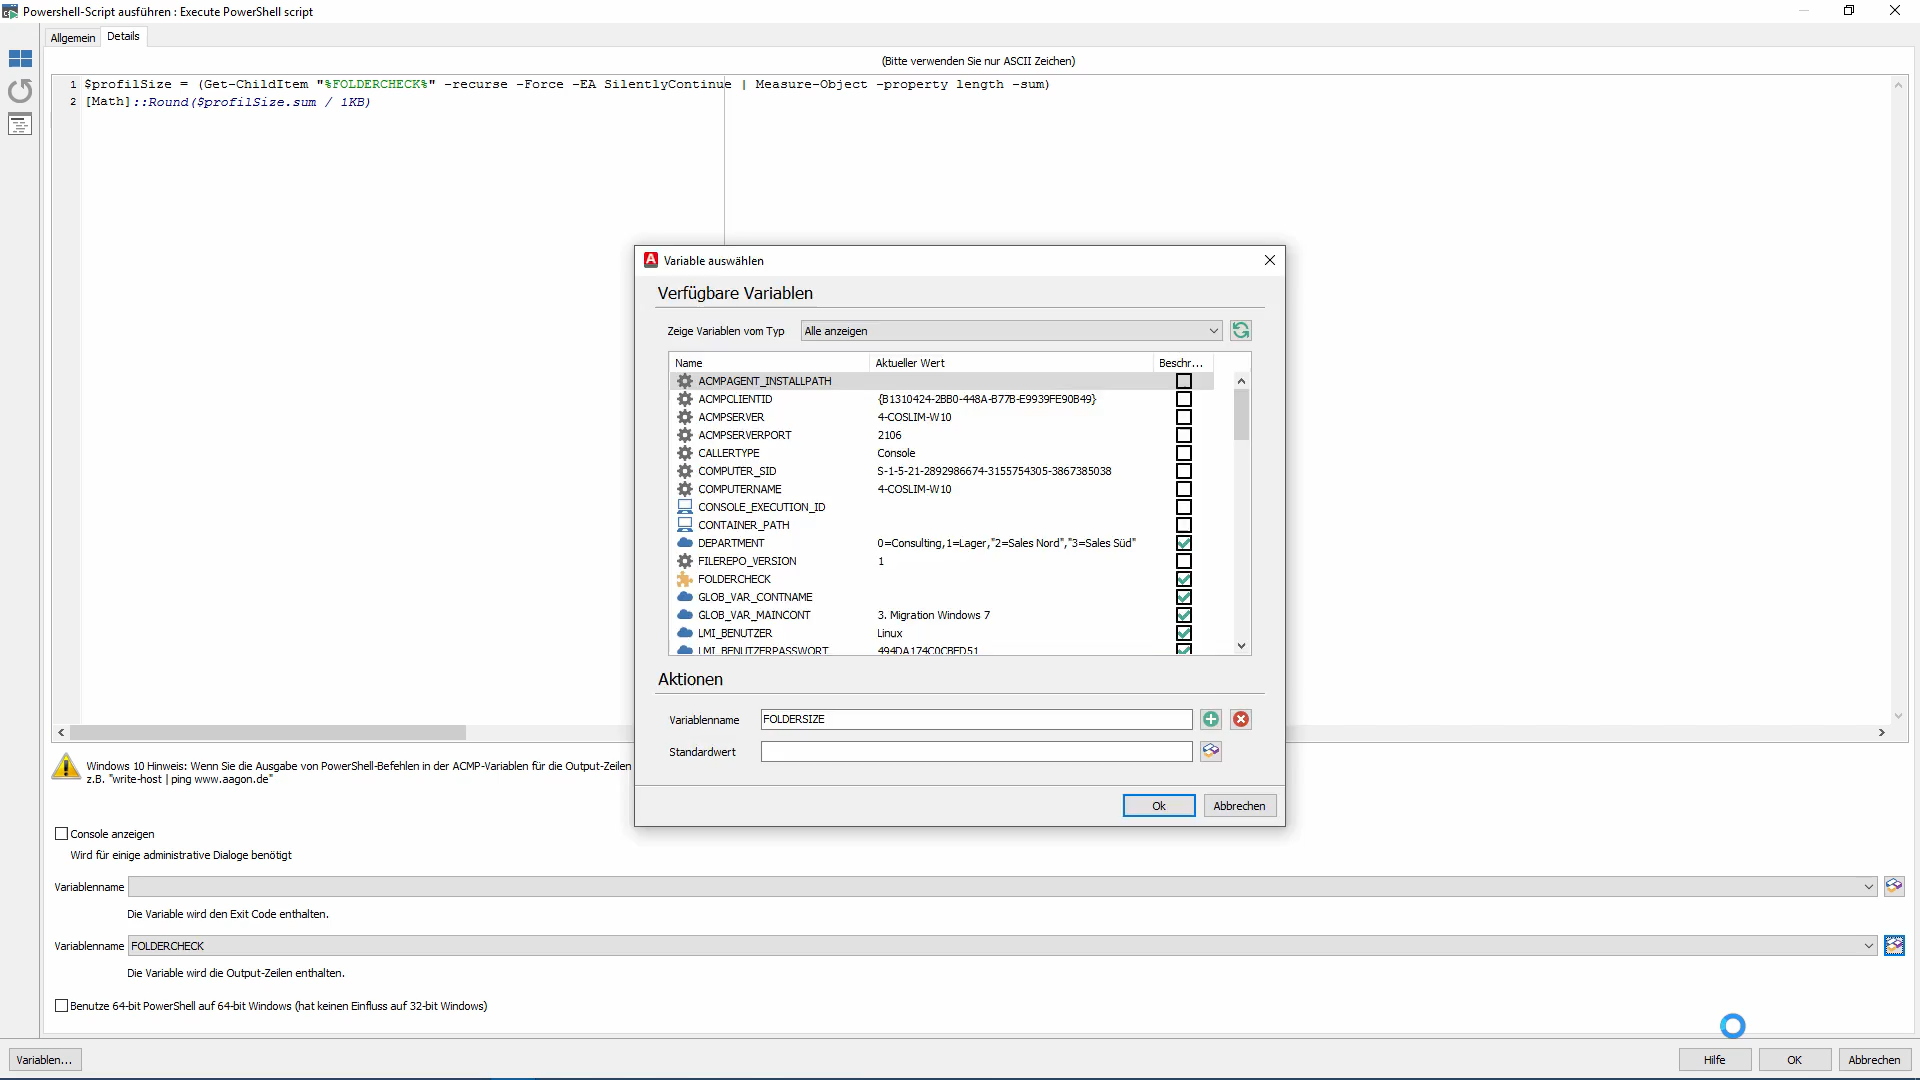 Powershell-Script ausführen : Execute PowerShell script
Allgemein
Details
(Bitte verwenden Sie nur ASCII Zeichen)
1 $profilSize = (Get-ChildItem "%FOLDERCHECK%" -recurse -Force -EA SilentlyContinue | Measure-Object -property length -sum)
2 [Math]::Round($profilSize.sum / 1KB)
Variable auswählen
Verfügbare Variablen
Zeige Variablen vom Typ Alle anzeigen
Name Aktueller Wert Beschr...
ACMPAGENT_INSTALLPATH
ACMPCLIENTID {B1310424-2BB0-448A-B77B-E9939FE90B49}
ACMPSERVER 4-COSLIM-W10
ACMPSERVERPORT 2106
CALLERTYPE Console
COMPUTER_SID S-1-5-21-2892986674-3155754305-3867385038
COMPUTERNAME 4-COSLIM-W10
CONSOLE_EXECUTION_ID
CONTAINER_PATH
DEPARTMENT 0=Consulting,1=Lager,"2=Sales Nord","3=Sales Süd"
FILEREPO_VERSION 1
FOLDERCHECK
GLOB_VAR_CONTNAME
GLOB_VAR_MAINCONT 3. Migration Windows 7
LMI_BENUTZER Linux
LMI_BENUTZERPASSWORT 494DA174C0CBED51
Aktionen
Variablenname FOLDERSIZE
Standardwert
Ok Abbrechen
Windows 10 Hinweis: Wenn Sie die Ausgabe von PowerShell-Befehlen in der ACMP-Variablen für die Output-Zeilen
z.B. "write-host | ping www.aagon.de"
Console anzeigen
Wird für einige administrative Dialoge benötigt
Variablenname
Die Variable wird den Exit Code enthalten.
Variablenname FOLDERCHECK
Die Variable wird die Output-Zeilen enthalten.
Benutze 64-bit PowerShell auf 64-bit Windows (hat keinen Einfluss auf 32-bit Windows)
Variablen... Hilfe OK Abbrechen